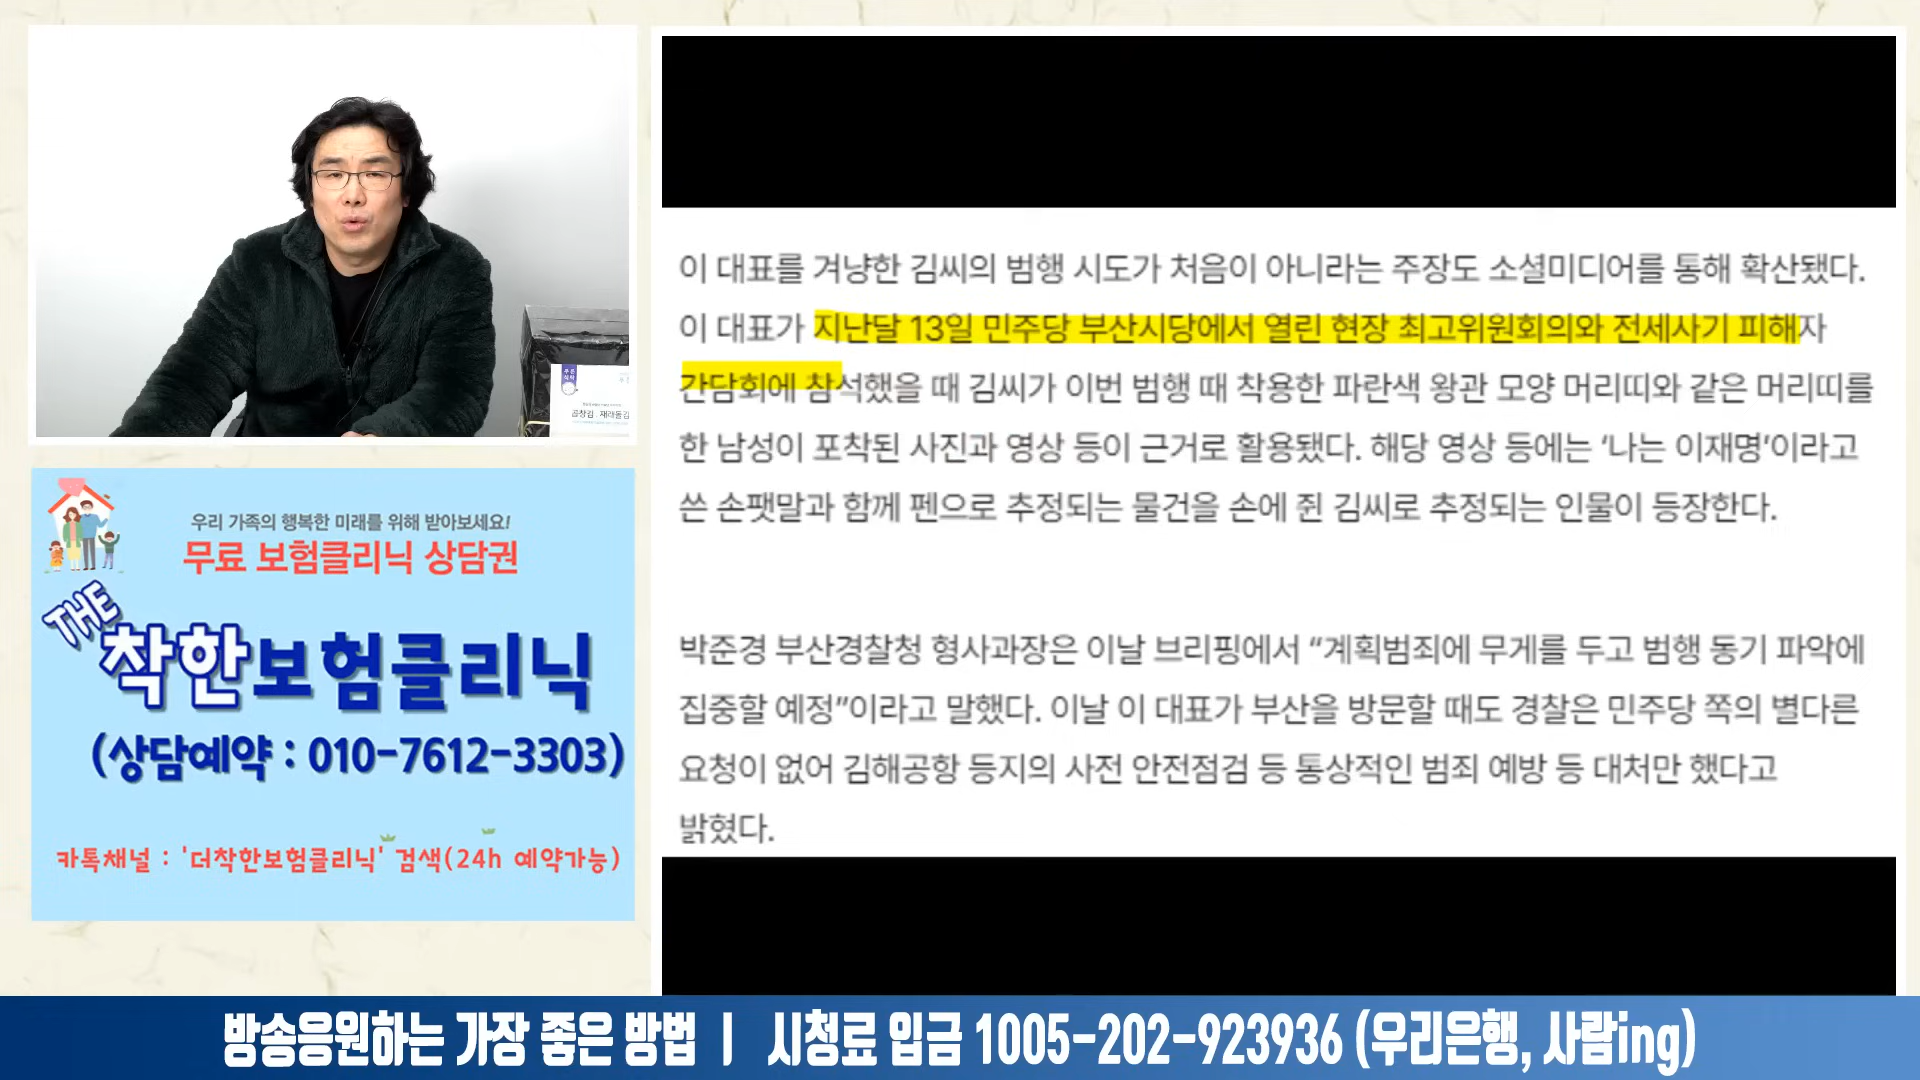 이 대표를 겨냥한 김씨의 범행 시도가 처음이 아니라는 주장도 소셜미디어를 통해 확산됐다.
이 대표가 지난달 13일 민주당 부산시당에서 열린 현장 최고위원회의와 전세사기 피해자
간담회에 참석했을 때 김씨가 이번 범행 때 착용한 파란색 왕관 모양 머리띠와 같은 머리띠를
한 남성이 포착된 사진과 영상 등이 근거로 활용됐다. 해당 영상 등에는 ‘나는 이재명’이라고
쓴 손팻말과 함께 펜으로 추정되는 물건을 손에 쥔 김씨로 추정되는 인물이 등장한다.
박준경 부산경찰청 형사과장은 이날 브리핑에서 “계획범죄에 무게를 두고 범행 동기 파악에
집중할 예정”이라고 말했다. 이날 이 대표가 부산을 방문할 때도 경찰은 민주당 쪽의 별다른
요청이 없어 김해공항 등지의 사전 안전점검 등 통상적인 범죄 예방 등 대처만 했다고
밝혔다.
곱창김 재래돌김
우리 가족의 행복한 미래를 위해 받아보세요!
무료 보험클리닉 상담권
THE
착한보험클리닉
(상담예약 : 010-7612-3303)
카톡채널 : '더착한보험클리닉' 검색(24h 예약가능)
방송응원하는 가장 좋은 방법 | 시청료 입금 1005-202-923936 (우리은행, 사람ing)